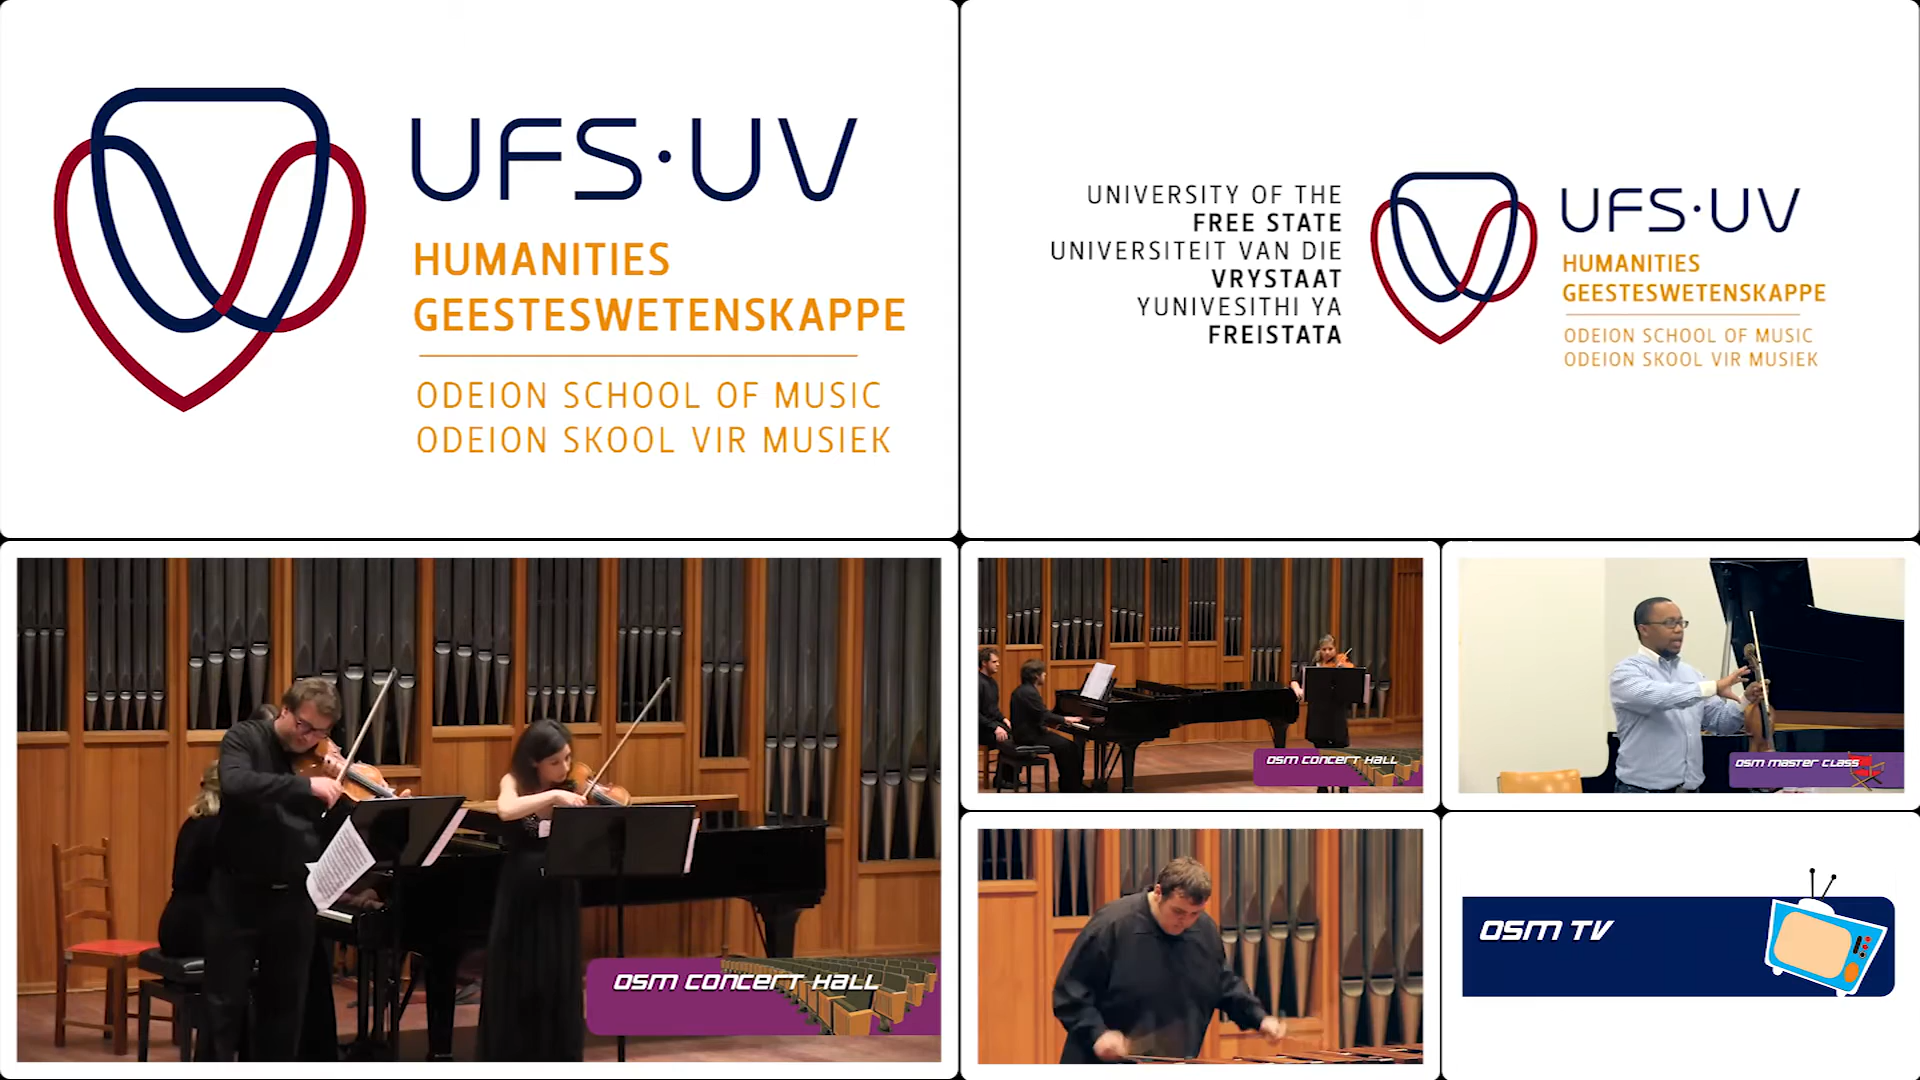 UFS·UV
HUMANITIES
GEESTESWETENSKAPPE
ODEION SCHOOL OF MUSIC
ODEION SKOOL VIR MUSIEK
UNIVERSITY OF THE
FREE STATE
UNIVERSITEIT VAN DIE
VRYSTAAT
YUNIVESITHI YA
FREISTATA
UFS·UV
HUMANITIES
GEESTESWETENSKAPPE
ODEION SCHOOL OF MUSIC
ODEION SKOOL VIR MUSIEK
OSM CONCERT HALL
OSM CONCERT HALL
OSM MASTER CLASS
OSM TV